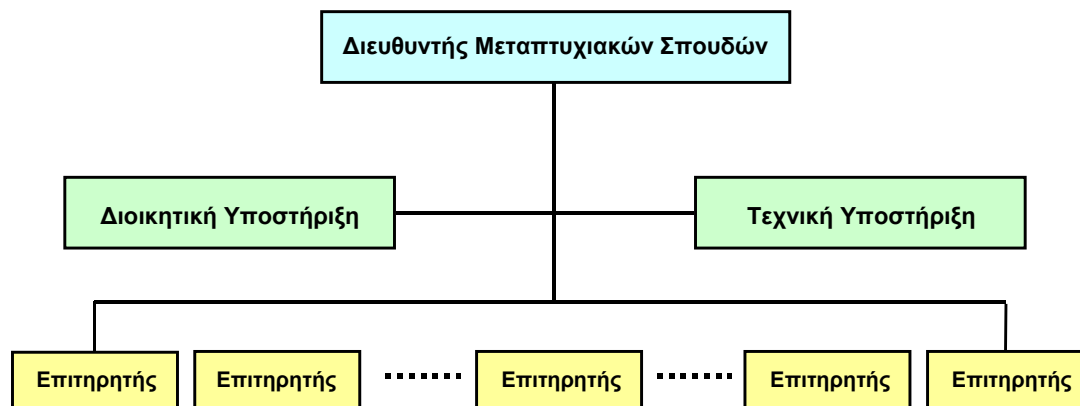 Διευθυντής Μεταπτυχιακών Σπουδών
Διοικητική Υποστήριξη
Τεχνική Υποστήριξη
Επιτηρητής
Επιτηρητής
Επιτηρητής
Επιτηρητής
Επιτηρητής